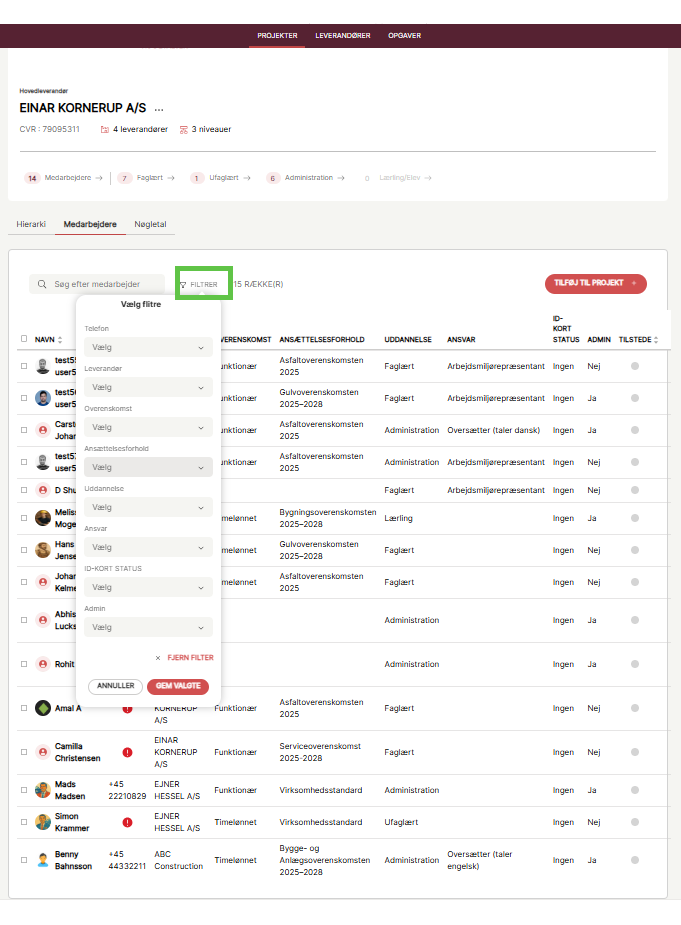 PROJEKTER LEVERANDØRER OPGAVER
Hovedleverandør
EINAR KORNERUP A/S ...
CVR : 79095311 4 leverandører 3 niveauer
14 Medarbejdere → 7 Faglært → 1 Ufaglært → 6 Administration → 0 Lærling/Elev →
Hierarki Medarbejdere Nøgletal
Søg efter medarbejder FILTRER 15 RÆKKE(R) TILFØJ TIL PROJEKT +
Vælg flitre
Telefon
Vælg
Leverandør
Vælg
Overenskomst
Vælg
Ansættelsesforhold
Vælg
Uddannelse
Vælg
Ansvar
Vælg
ID-KORT STATUS
Vælg
Admin
Vælg
× FJERN FILTER
ANNULLER GEM VALGTE
ID-
KORT
NAVN VERENSKOMST ANSÆTTELSESFORHOLD UDDANNELSE ANSVAR STATUS ADMIN TILSTEDE
test55 user5 unktionær Asfaltoverenskomsten 2025 Faglært Arbejdsmiljørepræsentant Ingen Nej
user5 unktionær Gulvoverenskomsten 2025–2028 Faglært Arbejdsmiljørepræsentant Ingen Ja
Carst Johar unktionær Asfaltoverenskomsten 2025 Administration Oversætter (taler dansk) Ingen Ja
test57 user5 unktionær Asfaltoverenskomsten 2025 Faglært Arbejdsmiljørepræsentant Ingen Nej
D Shu Faglært Arbejdsmiljørepræsentant Ingen Nej
Melis Moge melønnet Bygningsoverenskomsten 2025–2028 Lærling Ingen Ja
Hans Jense melønnet Gulvoverenskomsten 2025–2028 Faglært Ingen Nej
Johar Kelme melønnet Asfaltoverenskomsten 2025 Faglært Ingen Nej
Abhis Lucks Administration Ingen Ja
Rohit Administration Ingen Ja
Amal A KORNERUP A/S Funktionær Asfaltoverenskomsten 2025 Faglært Ingen Nej
Camilla Christensen EINAR KORNERUP A/S Funktionær Serviceoverenskomst 2025-2028 Faglært Ingen Nej
Mads Madsen +45 22210829 EJNER HESSEL A/S Funktionær Virksomhedsstandard Administration Ingen Ja
Simon Krammer EJNER HESSEL A/S Timelønnet Virksomhedsstandard Ufaglært Ingen Nej
Benny Bahnsson +45 44332211 ABC Construction Timelønnet Bygge- og Anlægsoverenskomsten 2025–2028 Administration Oversætter (taler engelsk) Ingen Ja